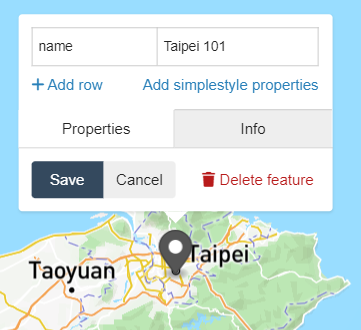 name Taipei 101
+ Add row Add simplestyle properties
Properties Info
Save Cancel Delete feature
Taipei
Taoyuan